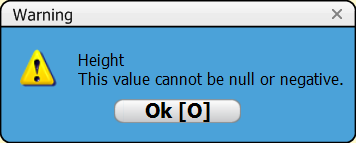 Warning
Height
This value cannot be null or negative.
Ok [O]